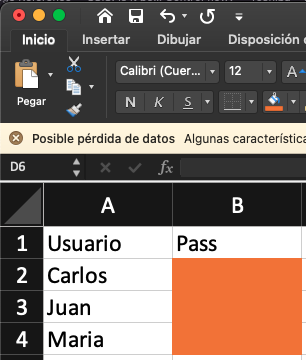 Inicio Insertar Dibujar Disposición
Calibri (Cuer... 12 A
Pegar N K S A
Posible pérdida de datos Algunas característica
D6 fx
A B
1 Usuario Pass
2 Carlos
3 Juan
4 Maria